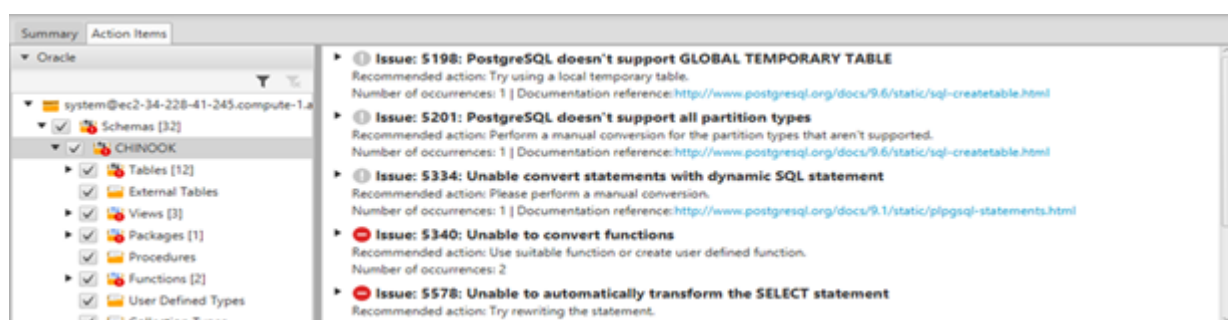 Summary Action Items
Oracle
system@ec2-34-228-41-245.compute-1.a
Schemas [32]
CHINOOK
Tables [12]
External Tables
Views [3]
Packages [1]
Procedures
Functions [2]
User Defined Types
Collection Types
Issue: 5198: PostgreSQL doesn't support GLOBAL TEMPORARY TABLE
Recommended action: Try using a local temporary table.
Number of occurrences: 1 | Documentation reference:http://www.postgresql.org/docs/9.6/static/sql-createtable.html
Issue: 5201: PostgreSQL doesn't support all partition types
Recommended action: Perform a manual conversion for the partition types that aren't supported.
Number of occurrences: 1 | Documentation reference:http://www.postgresql.org/docs/9.6/static/sql-createtable.html
Issue: 5334: Unable convert statements with dynamic SQL statement
Recommended action: Please perform a manual conversion.
Number of occurrences: 1 | Documentation reference:http://www.postgresql.org/docs/9.1/static/plpgsql-statements.html
Issue: 5340: Unable to convert functions
Recommended action: Use suitable function or create user defined function.
Number of occurrences: 2
Issue: 5578: Unable to automatically transform the SELECT statement
Recommended action: Try rewriting the statement.